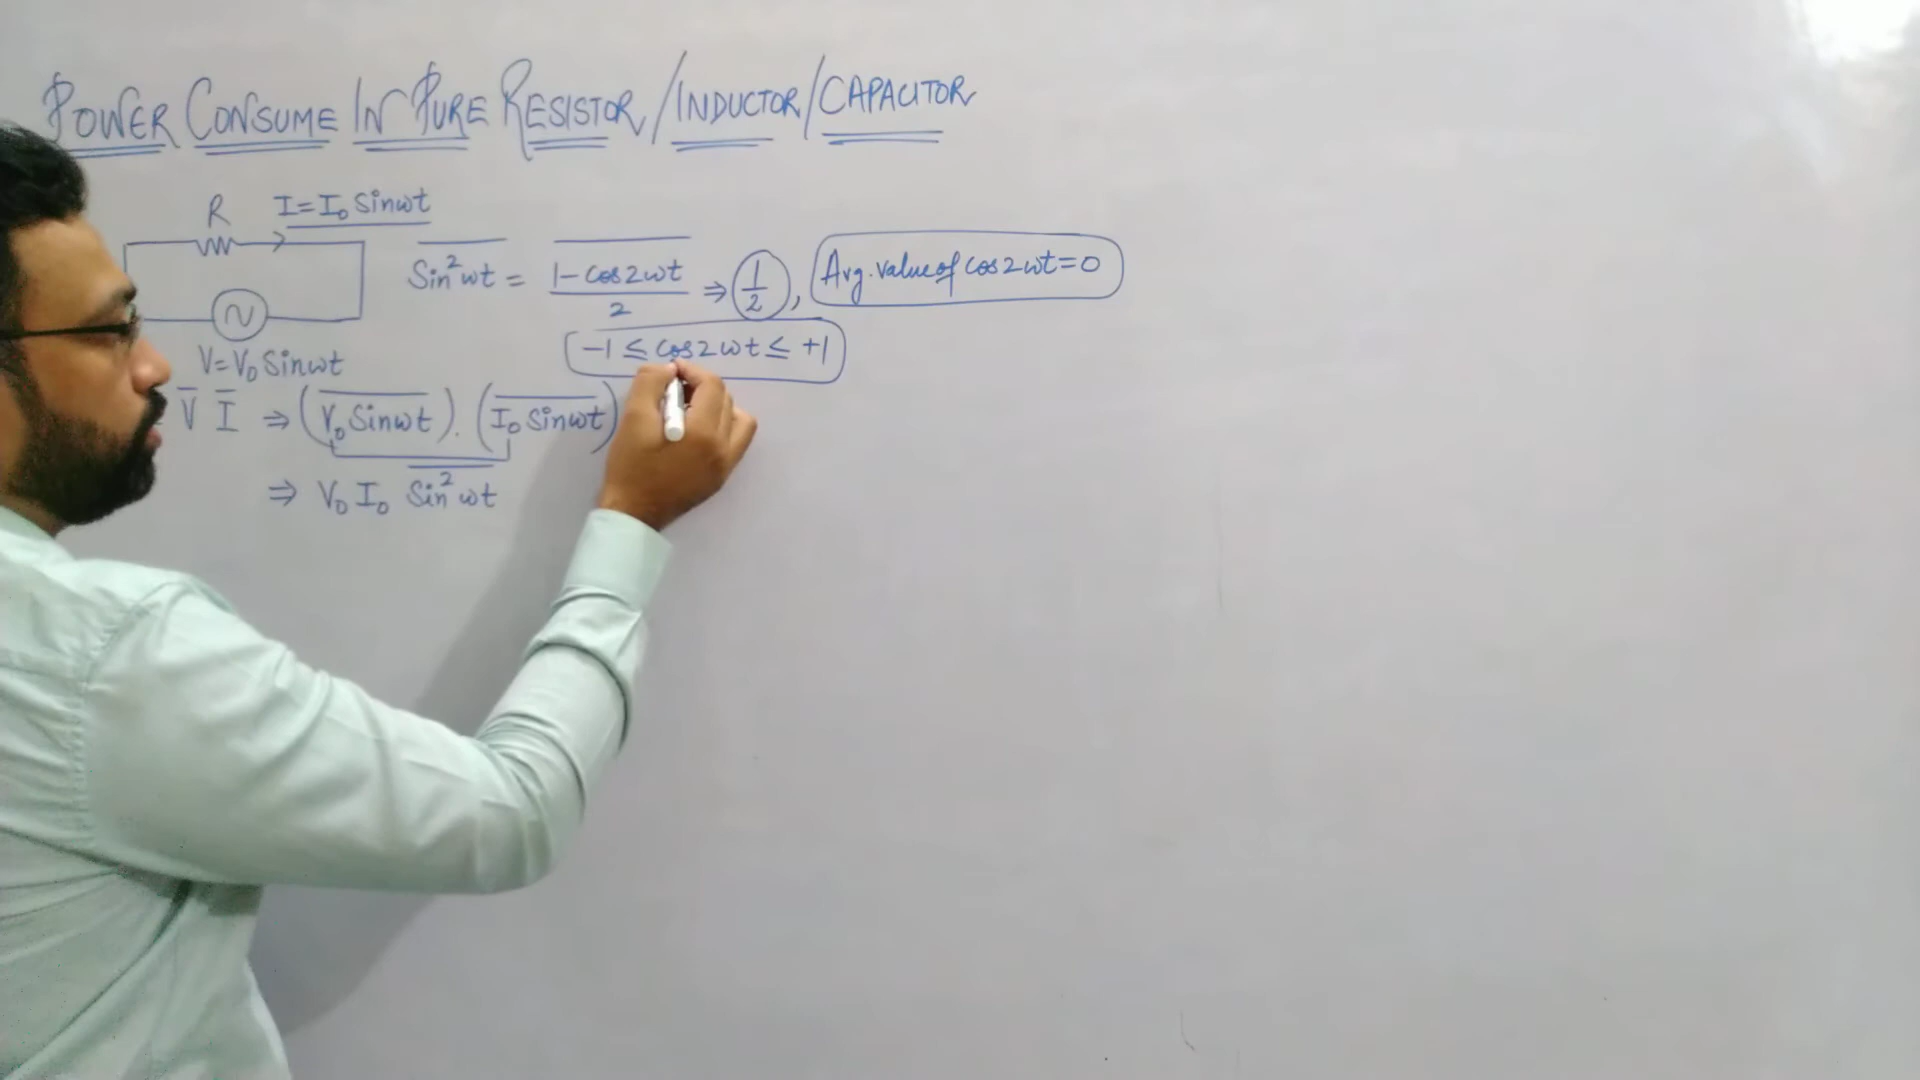 POWER CONSUME IN PURE RESISTOR/INDUCTOR/CAPACITOR
R I=I₀ Sinωt
V=V₀ Sinωt
Sin²ωt = (1-cos2ωt)/2 ⇒ 1/2, Avg. value of cos2ωt=0
-1 ≤ cos2ωt ≤ +1
V̅ I̅ ⇒ (V₀ Sinωt).(I₀ Sinωt)
⇒ V₀ I₀ Sin²ωt